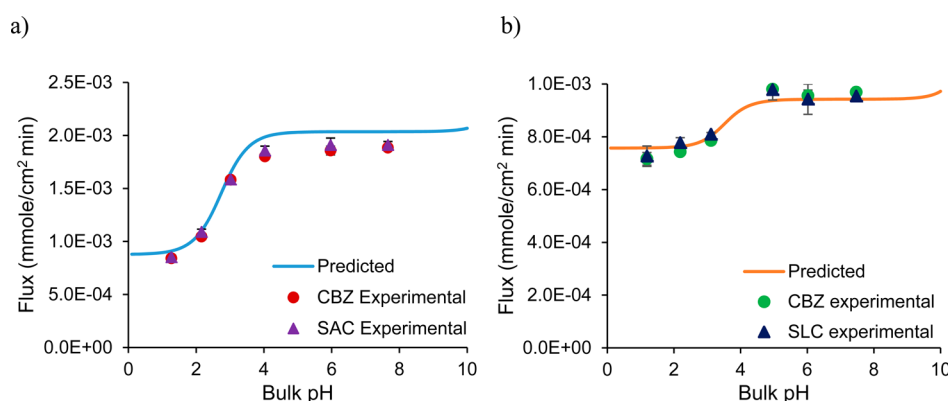 a)
Flux (mmole/cm² min)
2.5E-03
2.0E-03
1.5E-03
1.0E-03
5.0E-04
0.0E+00
Predicted
CBZ Experimental
SAC Experimental
0 2 4 6 8 10
Bulk pH
b)
Flux (mmole/cm² min)
1.0E-03
8.0E-04
6.0E-04
4.0E-04
2.0E-04
0.0E+00
Predicted
CBZ experimental
SLC experimental
0 2 4 6 8 10
Bulk pH